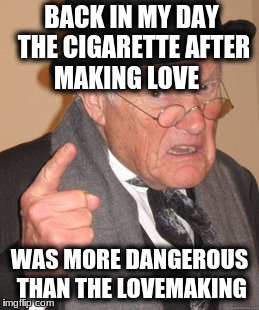 BACK IN MY DAY
THE CIGARETTE AFTER
MAKING LOVE
WAS MORE DANGEROUS
THAN THE LOVEMAKING
imgflip.com